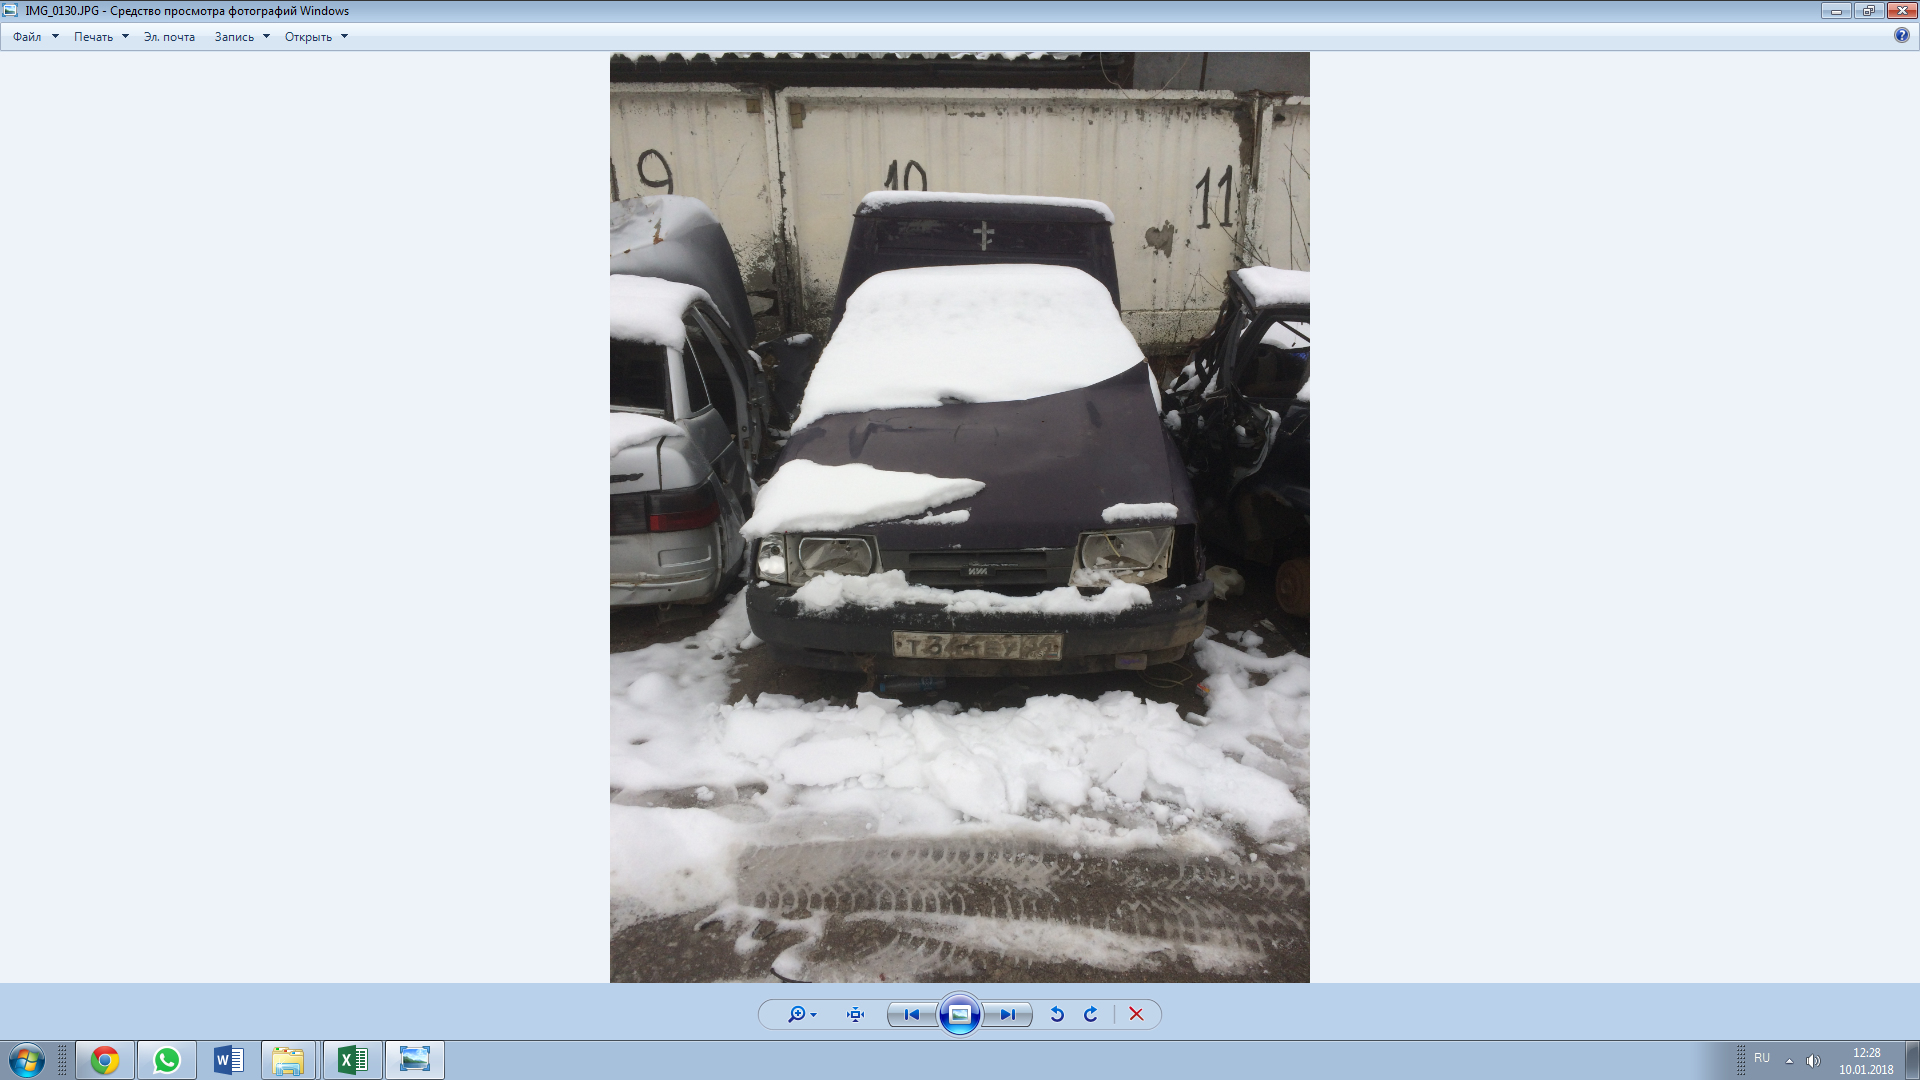 IMG_0130.JPG - Средство просмотра фотографий Windows
Файл Печать Эл. почта Запись Открыть
9 10 11
ИЖ
RU 12:28
10.01.2018